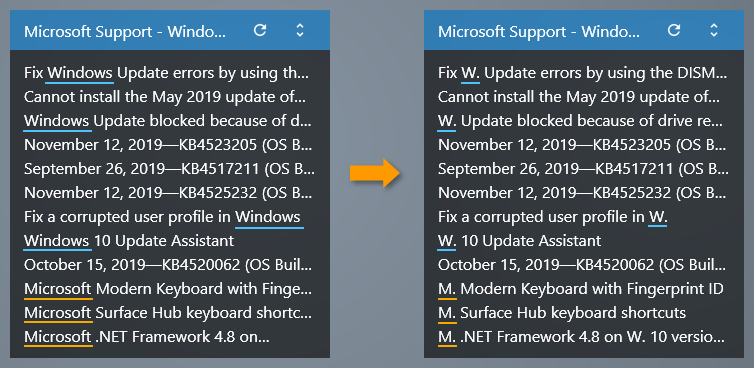 Microsoft Support - Windo...
Fix Windows Update errors by using th...
Cannot install the May 2019 update of...
Windows Update blocked because of d...
November 12, 2019—KB4523205 (OS B...
September 26, 2019—KB4517211 (OS B...
November 12, 2019—KB4525232 (OS B...
Fix a corrupted user profile in Windows
Windows 10 Update Assistant
October 15, 2019—KB4520062 (OS Buil...
Microsoft Modern Keyboard with Finge...
Microsoft Surface Hub keyboard shortc...
Microsoft .NET Framework 4.8 on...
Microsoft Support - Windo...
Fix W. Update errors by using the DISM...
Cannot install the May 2019 update of...
W. Update blocked because of drive re...
November 12, 2019—KB4523205 (OS B...
September 26, 2019—KB4517211 (OS B...
November 12, 2019—KB4525232 (OS B...
Fix a corrupted user profile in W.
W. 10 Update Assistant
October 15, 2019—KB4520062 (OS Buil...
M. Modern Keyboard with Fingerprint ID
M. Surface Hub keyboard shortcuts
M. .NET Framework 4.8 on W. 10 versio...